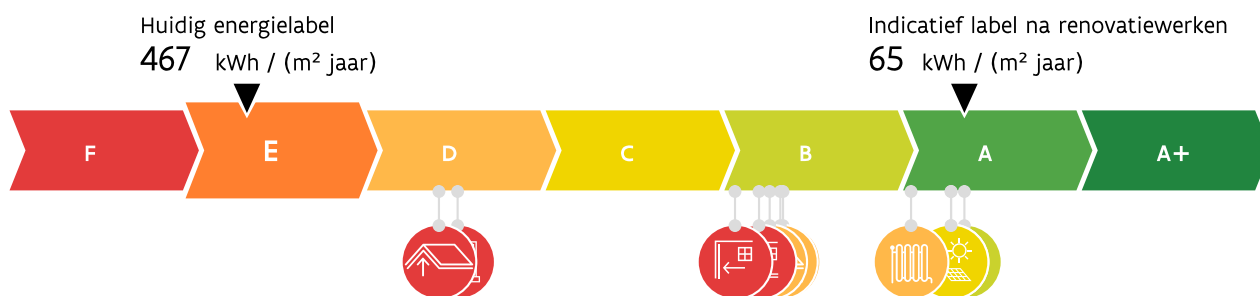 Huidig energielabel
467 kWh / (m² jaar)
Indicatief label na renovatiewerken
65 kWh / (m² jaar)
F E D C B A A+